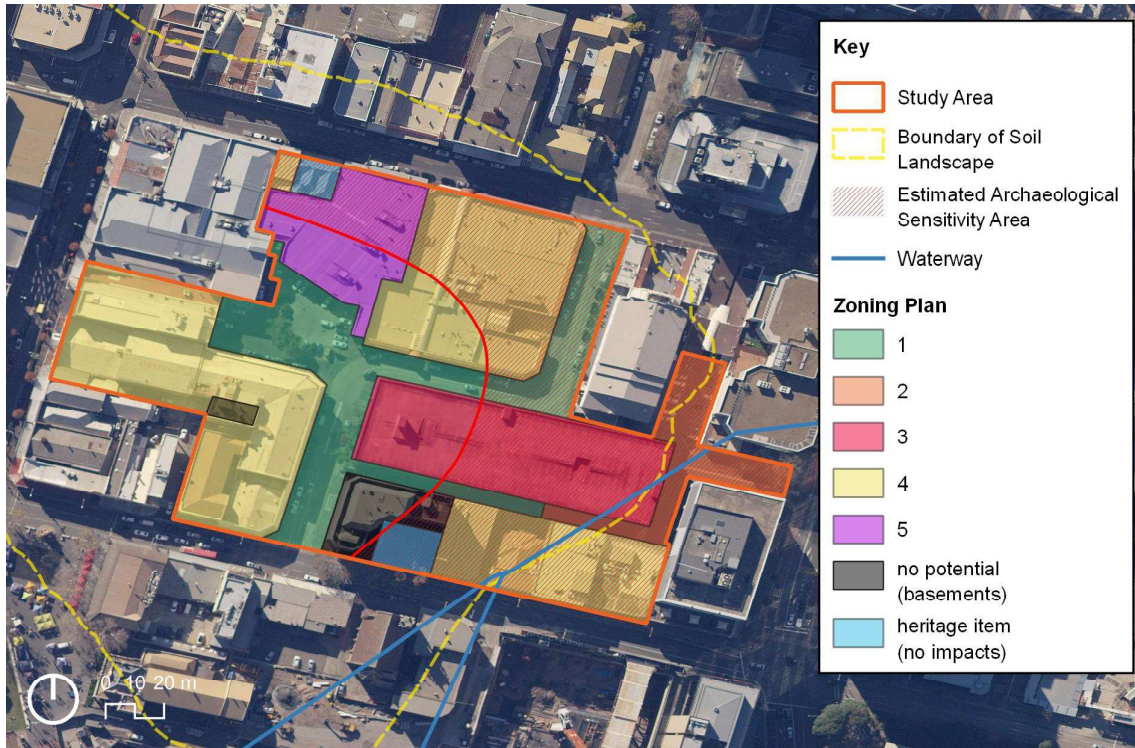 Key
Study Area
Boundary of Soil
Landscape
Estimated Archaeological
Sensitivity Area
Waterway
Zoning Plan
1
2
3
4
5
no potential
(basements)
heritage item
(no impacts)
0 10 20 m